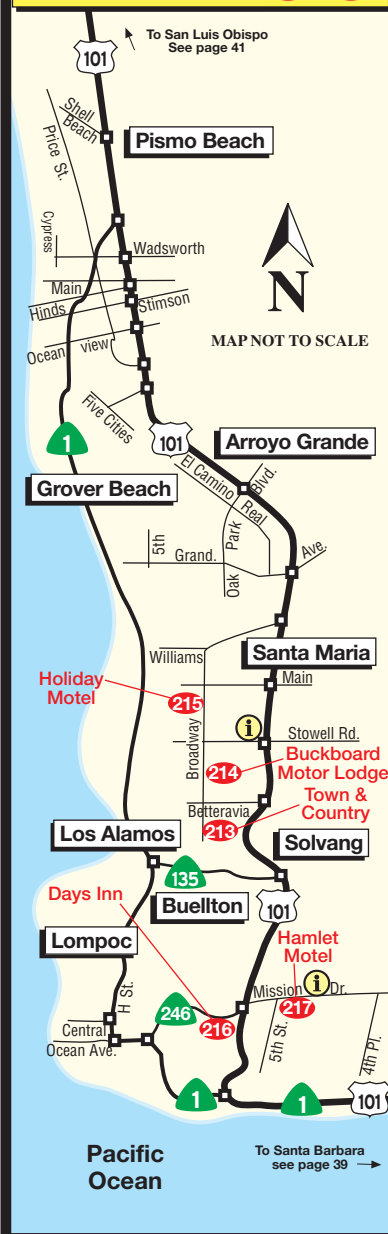 To San Luis Obispo
See page 41
101
Shell
Beach
Pismo Beach
Price St.
Cypress
Wadsworth
Main
Hinds
Stimson
Ocean view
N
MAP NOT TO SCALE
Five Cities
101
1
Arroyo Grande
Grover Beach
El Camino Real
Blvd.
Oak Park
5th
Grand.
Ave.
Williams
Santa Maria
Main
Holiday
Motel
215
Broadway
i
Stowell Rd.
214
Buckboard
Motor Lodge
Betteravia
213
Town &
Country
Los Alamos
Solvang
135
Buellton
101
Days Inn
Lompoc
Hamlet
Motel
H St.
246
216
Mission Dr.
i
217
Central
Ocean Ave.
5th St.
4th Pl.
1
1
101
Pacific
Ocean
To Santa Barbara
see page 39